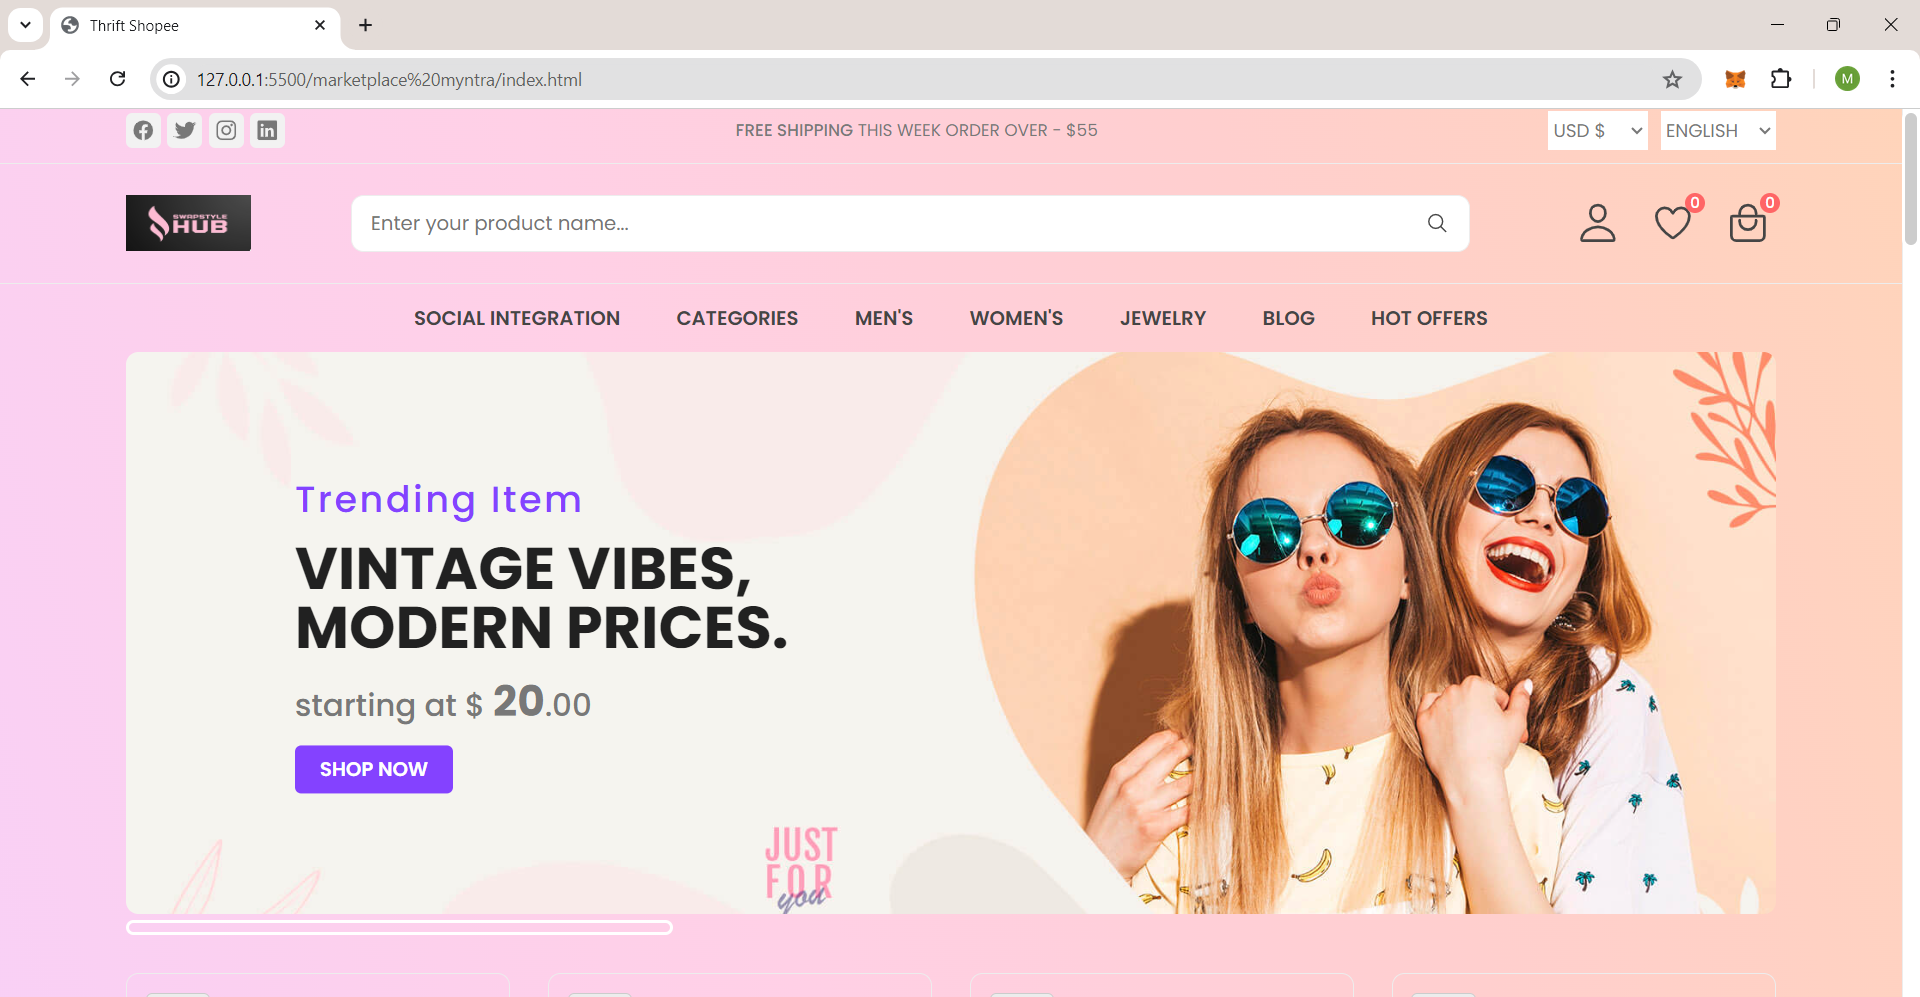 Thrift Shopee
127.0.0.1:5500/marketplace%20myntra/index.html
M
FREE SHIPPING THIS WEEK ORDER OVER - $55
USD $
ENGLISH
SWAPSTYLE
HUB
Enter your product name...
0
0
SOCIAL INTEGRATION
CATEGORIES
MEN'S
WOMEN'S
JEWELRY
BLOG
HOT OFFERS
Trending Item
VINTAGE VIBES,
MODERN PRICES.
starting at $ 20.00
SHOP NOW
JUST
FOR
you